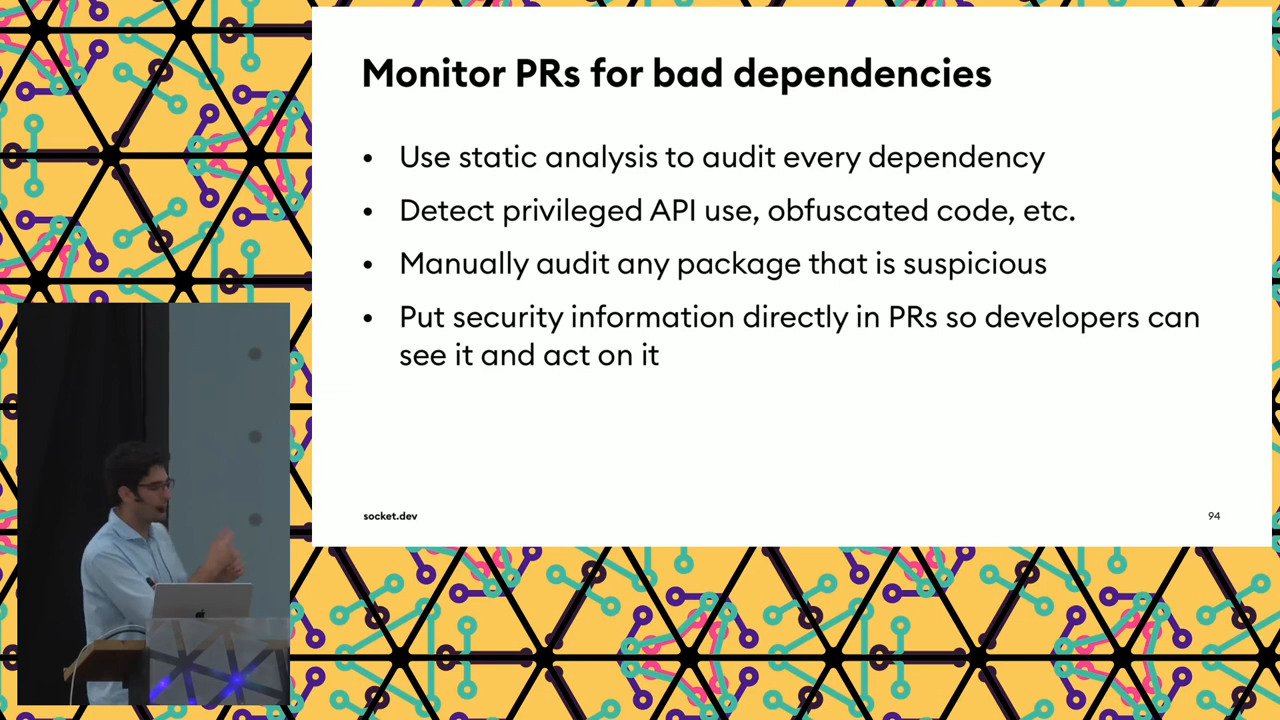 Monitor PRs for bad dependencies
• Use static analysis to audit every dependency
• Detect privileged API use, obfuscated code, etc.
• Manually audit any package that is suspicious
• Put security information directly in PRs so developers can
see it and act on it
socket.dev
94